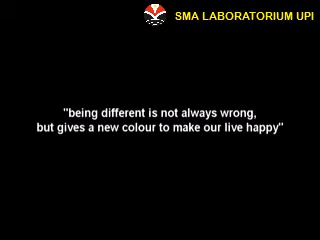 SMA LABORATORIUM UPI
"being different is not always wrong,
but gives a new colour to make our live happy"